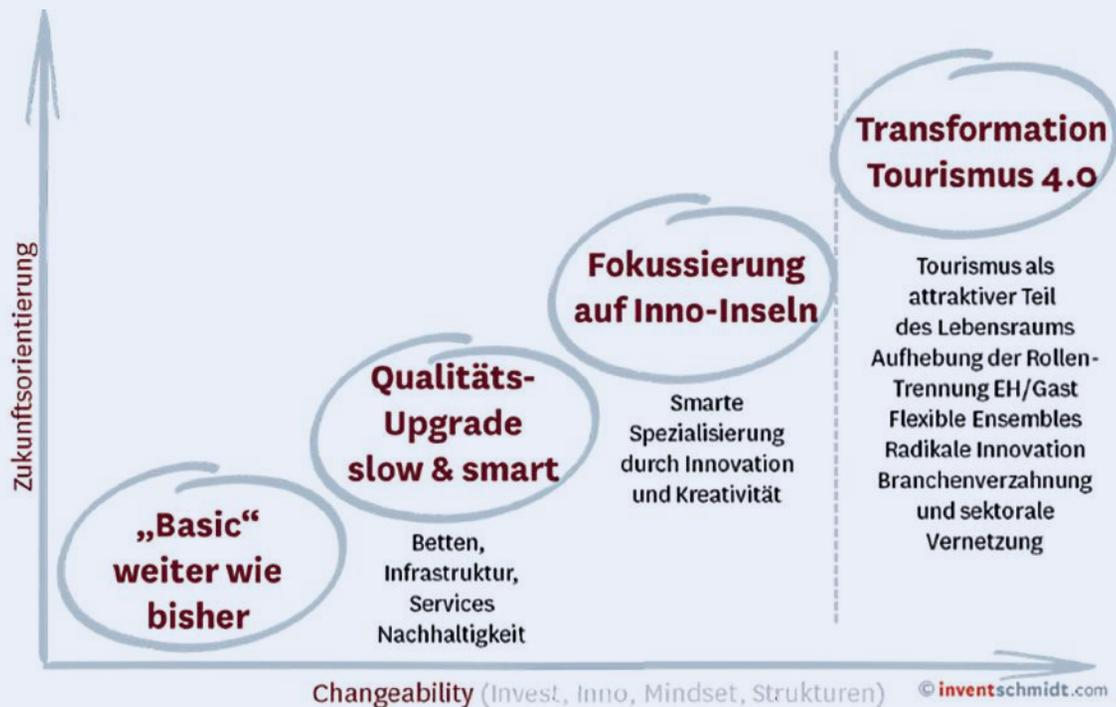 Zukunftsorientierung
„Basic“
weiter wie
bisher
Qualitäts-
Upgrade
slow & smart
Betten,
Infrastruktur,
Services
Nachhaltigkeit
Fokussierung
auf Inno-Inseln
Smarte
Spezialisierung
durch Innovation
und Kreativität
Transformation
Tourismus 4.0
Tourismus als
attraktiver Teil
des Lebensraums
Aufhebung der Rollen-
Trennung EH/Gast
Flexible Ensembles
Radikale Innovation
Branchenverzahnung
und sektorale
Vernetzung
Changeability (Invest, Inno, Mindset, Strukturen)
© inventschmidt.com